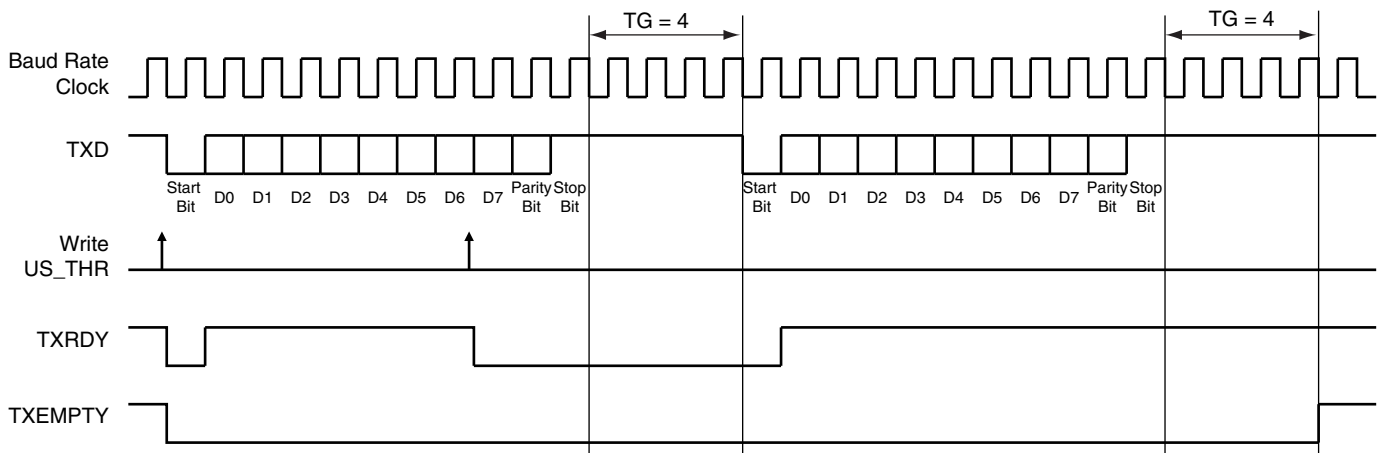 TG = 4
TG = 4
Baud Rate
Clock
TXD
Start
Bit
D0
D1
D2
D3
D4
D5
D6
D7
Parity
Bit
Stop
Bit
Start
Bit
D0
D1
D2
D3
D4
D5
D6
D7
Parity
Bit
Stop
Bit
Write
US_THR
TXRDY
TXEMPTY